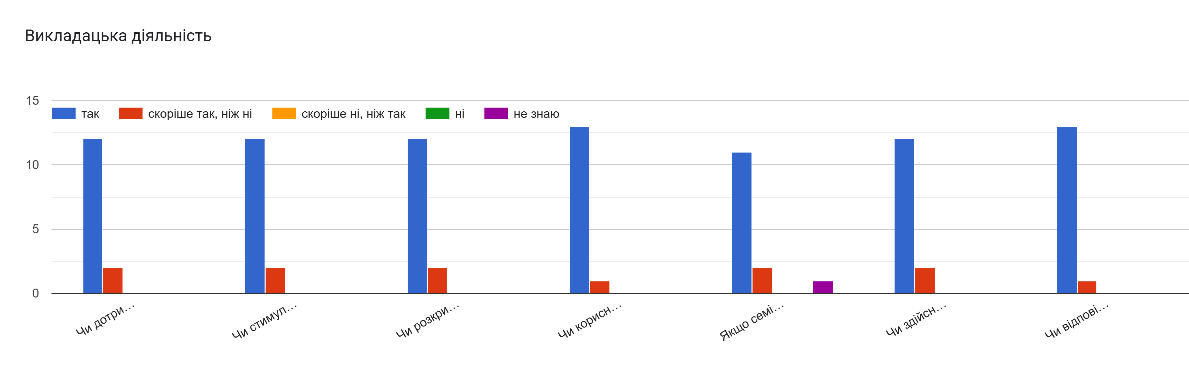 Викладацька діяльність
15
так скоріше так, ніж ні скоріше ні, ніж так ні не знаю
10
5
0
Чи дотри… Чи стимул… Чи розкри… Чи корисн… Якщо семі… Чи здійсн… Чи відпові…